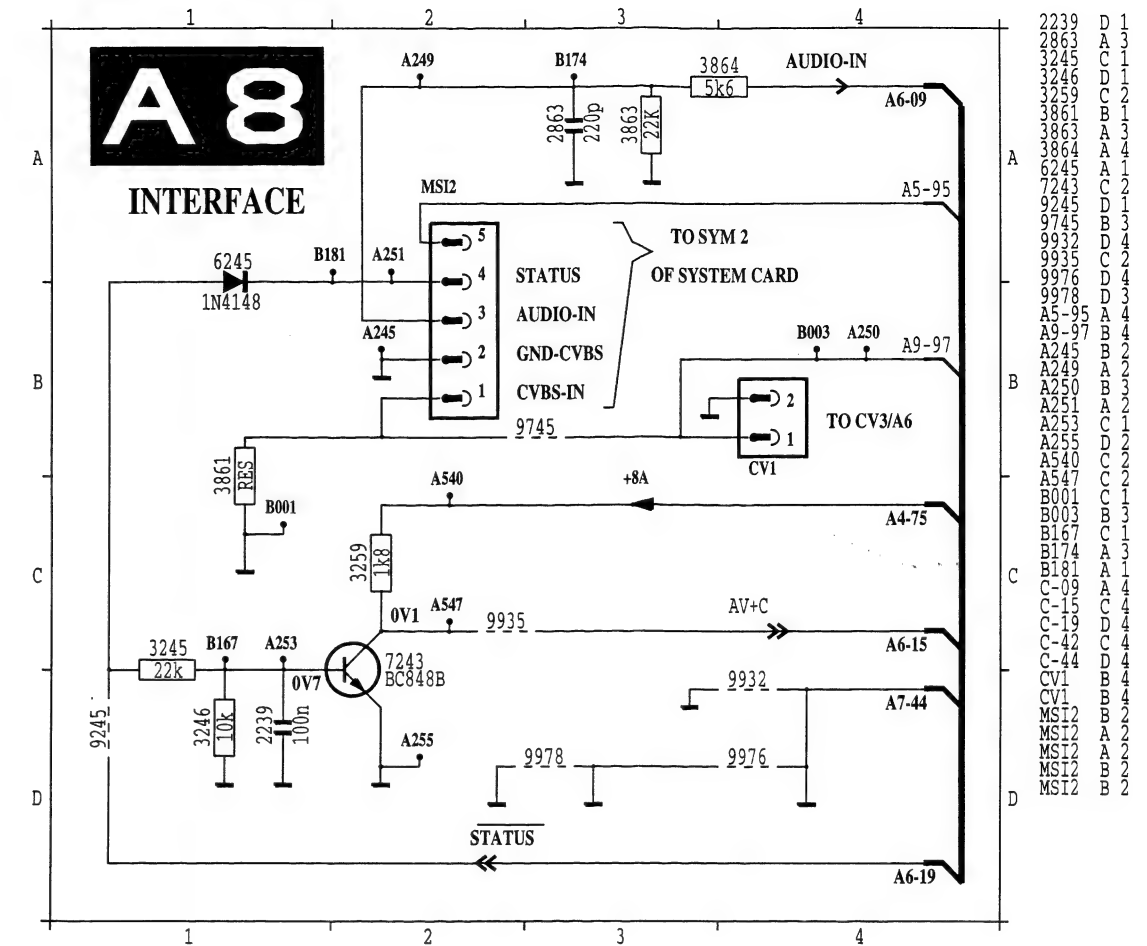 1 2 3 4
A8
INTERFACE
A249
B174
3864
5k6
AUDIO-IN
A6-09
2863
220p
3863
22K
A
A
MSI2
A5-95
6245
1N4148
B181
A251
5
4
3
2
1
STATUS
AUDIO-IN
GND-CVBS
CVBS-IN
TO SYM 2
OF SYSTEM CARD
A245
B003
A250
A9-97
B
B
2
1
TO CV3/A6
CV1
9745
3861
RES
B001
A540
+8A
A4-75
3259
1k8
C
C
0V1
A547
9935
AV+C
A6-15
3245
22k
B167
A253
0V7
7243
BC848B
9932
A7-44
9245
3246
10k
2239
100n
A255
9978
9976
D
D
STATUS
A6-19
1 2 3 4
2239 D 1
2863 A 3
3245 C 1
3246 D 1
3259 C 2
3861 B 1
3863 A 3
3864 A 4
6245 A 1
7243 C 2
9245 D 1
9745 B 3
9932 D 4
9935 C 2
9976 D 4
9978 D 3
A5-95 A 4
A9-97 B 4
A245 B 2
A249 A 2
A250 B 3
A251 A 2
A253 C 1
A255 D 2
A540 C 2
A547 C 2
B001 C 1
B003 B 3
B167 C 1
B174 A 3
B181 A 1
C-09 A 4
C-15 C 4
C-19 D 4
C-42 C 4
C-44 D 4
CV1 B 4
CV1 B 4
MSI2 B 2
MSI2 A 2
MSI2 A 2
MSI2 B 2
MSI2 B 2